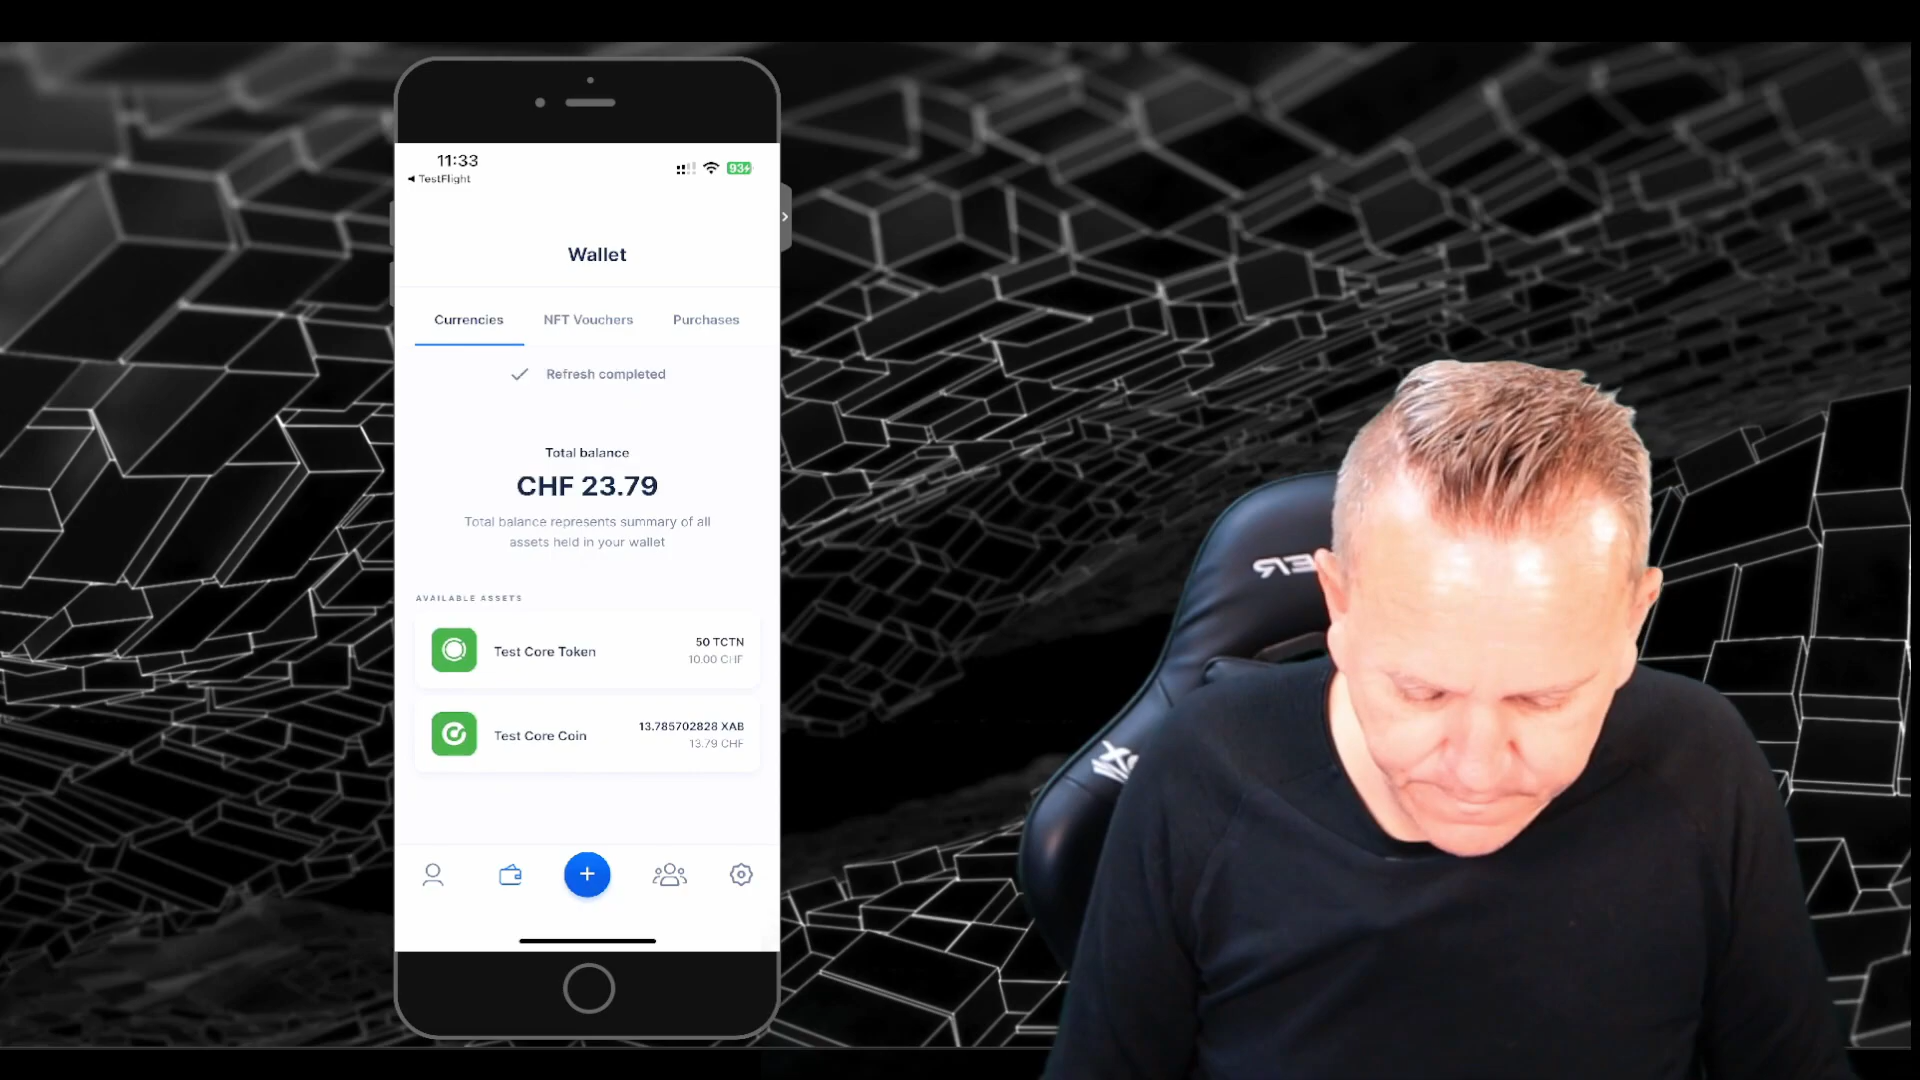 11:33
TestFlight
93
Wallet
Currencies NFT Vouchers Purchases
Refresh completed
Total balance
CHF 23.79
Total balance represents summary of all
assets held in your wallet
AVAILABLE ASSETS
Test Core Token
50 TCTN
10.00 CHF
Test Core Coin
13.785702828 XAB
13.79 CHF